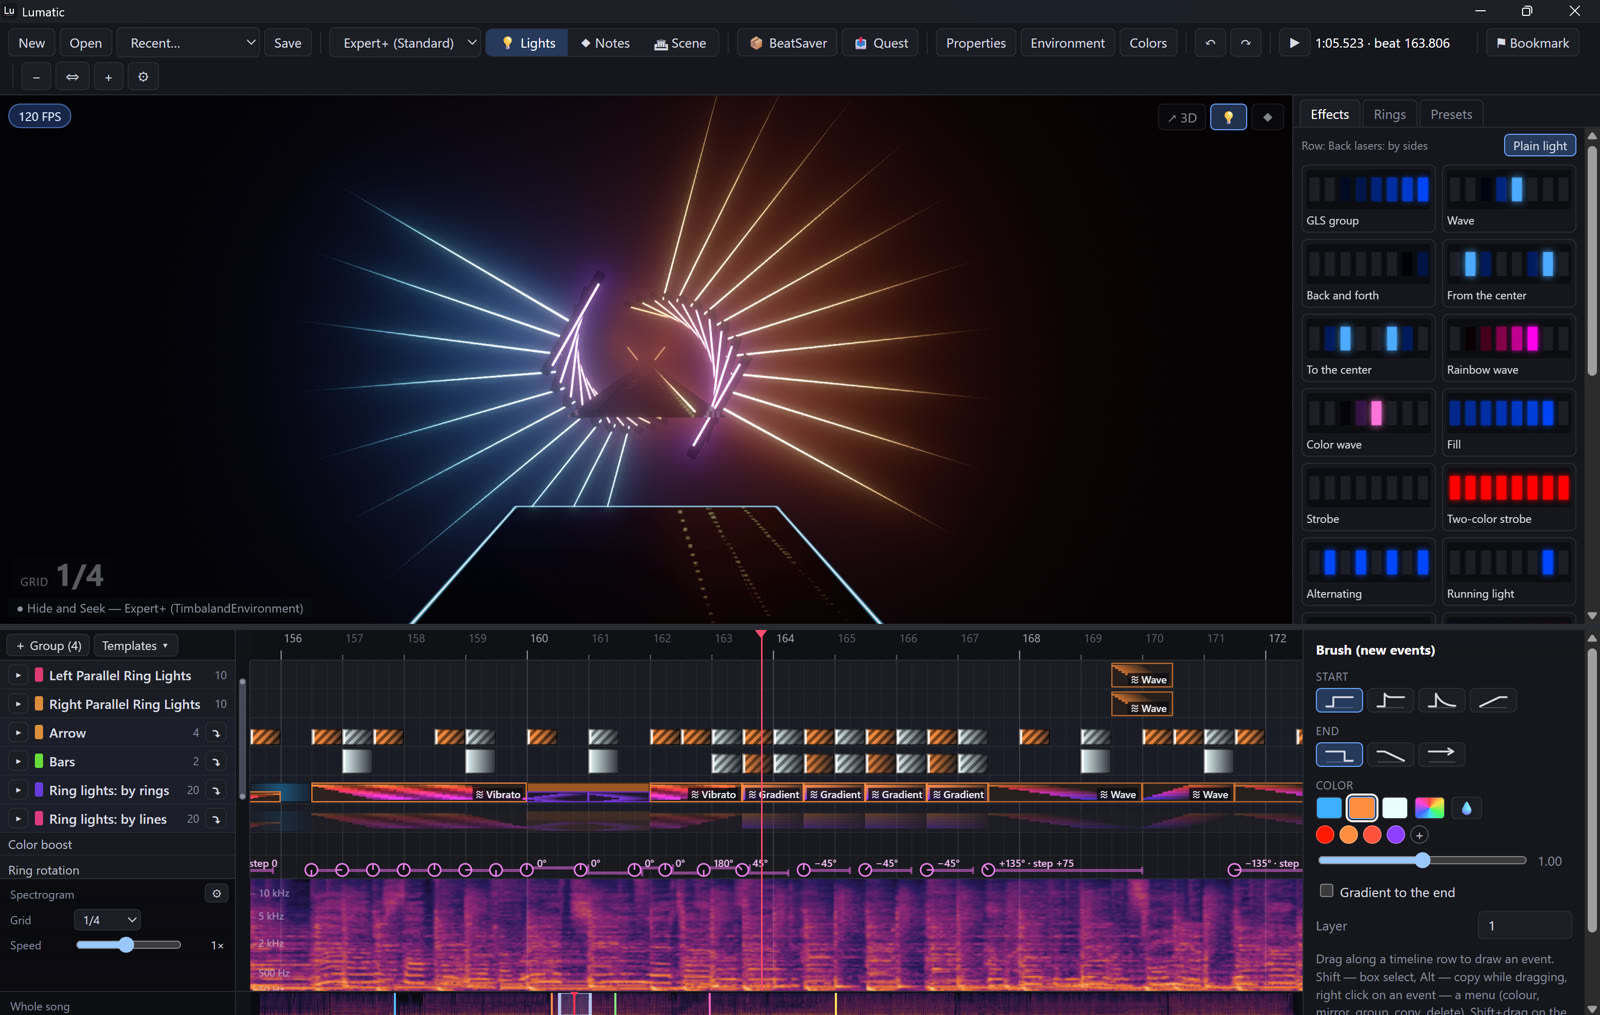 Lu Lumatic
New Open Recent... Save Expert+ (Standard) Lights Notes Scene BeatSaver Quest Properties Environment Colors 1:05.523 · beat 163.806 Bookmark
120 FPS
3D
GRID 1/4
Hide and Seek — Expert+ (TimbalandEnvironment)
Effects Rings Presets
Row: Back lasers: by sides Plain light
GLS group Wave
Back and forth From the center
To the center Rainbow wave
Color wave Fill
Strobe Two-color strobe
Alternating Running light
+ Group (4) Templates
156 157 158 159 160 161 162 163 164 165 166 167 168 169 170 171 172
Left Parallel Ring Lights 10
Wave
Right Parallel Ring Lights 10
Wave
Arrow 4
Bars 2
Ring lights: by rings 20
Vibrato Vibrato Gradient Gradient Gradient Gradient Wave Wave
Ring lights: by lines 20
Color boost
Ring rotation
step 0 0° 0° 0° 0° 180° 45° −45° −45° −45° +135° · step +75 −135° · step
Spectrogram
10 kHz
5 kHz
2 kHz
500 Hz
Grid 1/4
Speed 1×
Whole song
Brush (new events)
START
END
COLOR
1.00
Gradient to the end
Layer 1
Drag along a timeline row to draw an event.
Shift — box select, Alt — copy while dragging,
right click on an event — a menu (colour,
mirror, group, copy, delete). Shift+drag on the